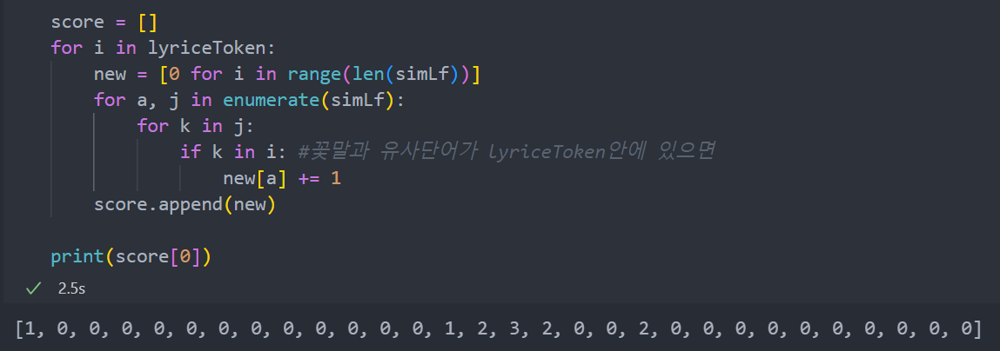 score = []
for i in lyriceToken:
    new = [0 for i in range(len(simLf))]
    for a, j in enumerate(simLf):
        for k in j:
            if k in i: #꽃말과 유사단어가 lyriceToken안에 있으면
                new[a] += 1
    score.append(new)
print(score[0])
✓ 2.5s
[1, 0, 0, 0, 0, 0, 0, 0, 0, 0, 0, 0, 0, 1, 2, 3, 2, 0, 0, 2, 0, 0, 0, 0, 0, 0, 0, 0, 0, 0]